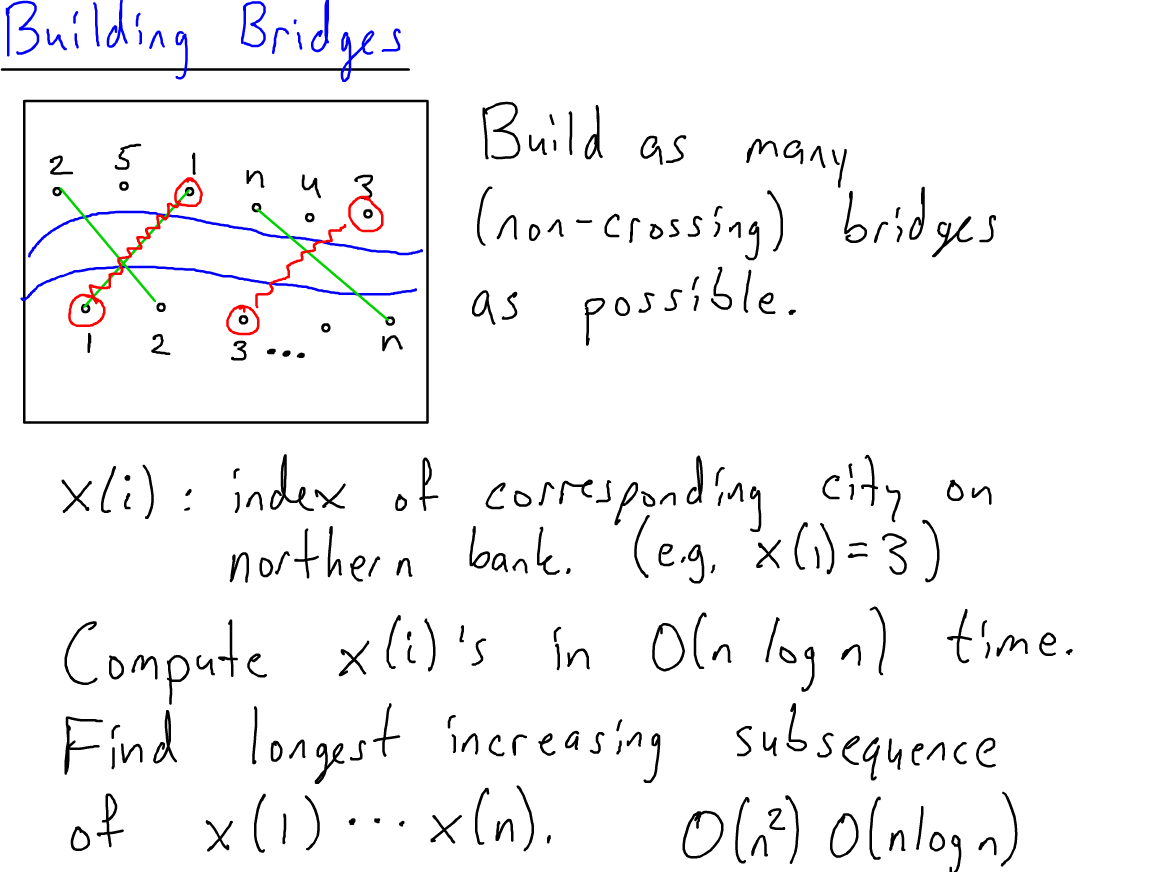 Building Bridges
2 5 1 n 4 3
1 2 3 ... n
Build as many
(non-crossing) bridges
as possible.
x(i): index of corresponding city on
northern bank. (e.g. x(1)=3)
Compute x(i)'s in O(n log n) time.
Find longest increasing subsequence
of x(1) ... x(n). O(n²) O(nlog n)